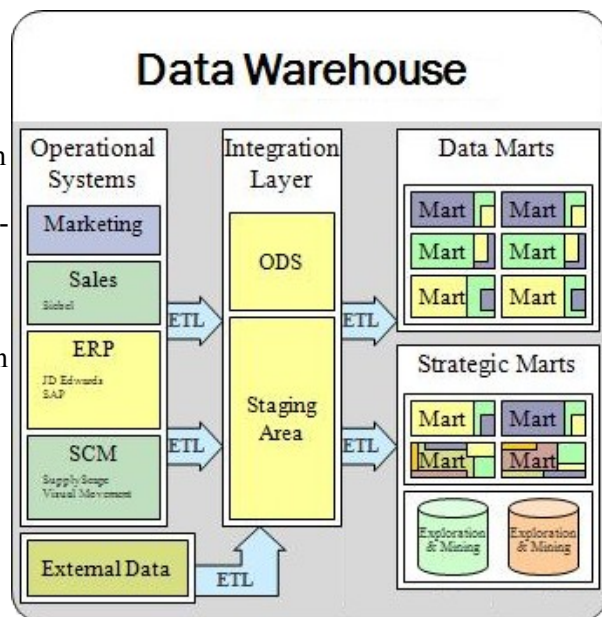 Data Warehouse
Operational
Systems
Marketing
Sales
Siebel
ERP
JD Edwards
SAP
SCM
SupplyScape
Visual Movement
External Data
ETL
ETL
ETL
Integration
Layer
ODS
Staging
Area
ETL
ETL
Data Marts
Mart
Mart
Mart
Mart
Mart
Mart
Strategic Marts
Mart
Mart
Mart
Mart
Exploration
& Mining
Exploration
& Mining